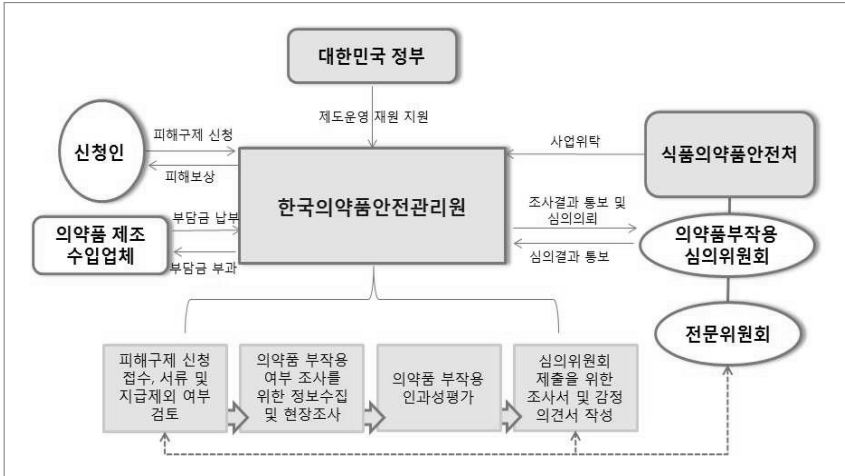 대한민국 정부
제도운영 재원 지원
신청인
피해구제 신청
피해보상
한국의약품안전관리원
사업위탁
식품의약품안전처
의약품 제조
수입업체
부담금 납부
부담금 부과
조사결과 통보 및
심의의뢰
심의결과 통보
의약품부작용
심의위원회
전문위원회
피해구제 신청
접수, 서류 및
지급제외 여부
검토
의약품 부작용
여부 조사를
위한 정보수집
및 현장조사
의약품 부작용
인과성평가
심의위원회
제출을 위한
조사서 및 감정
의견서 작성